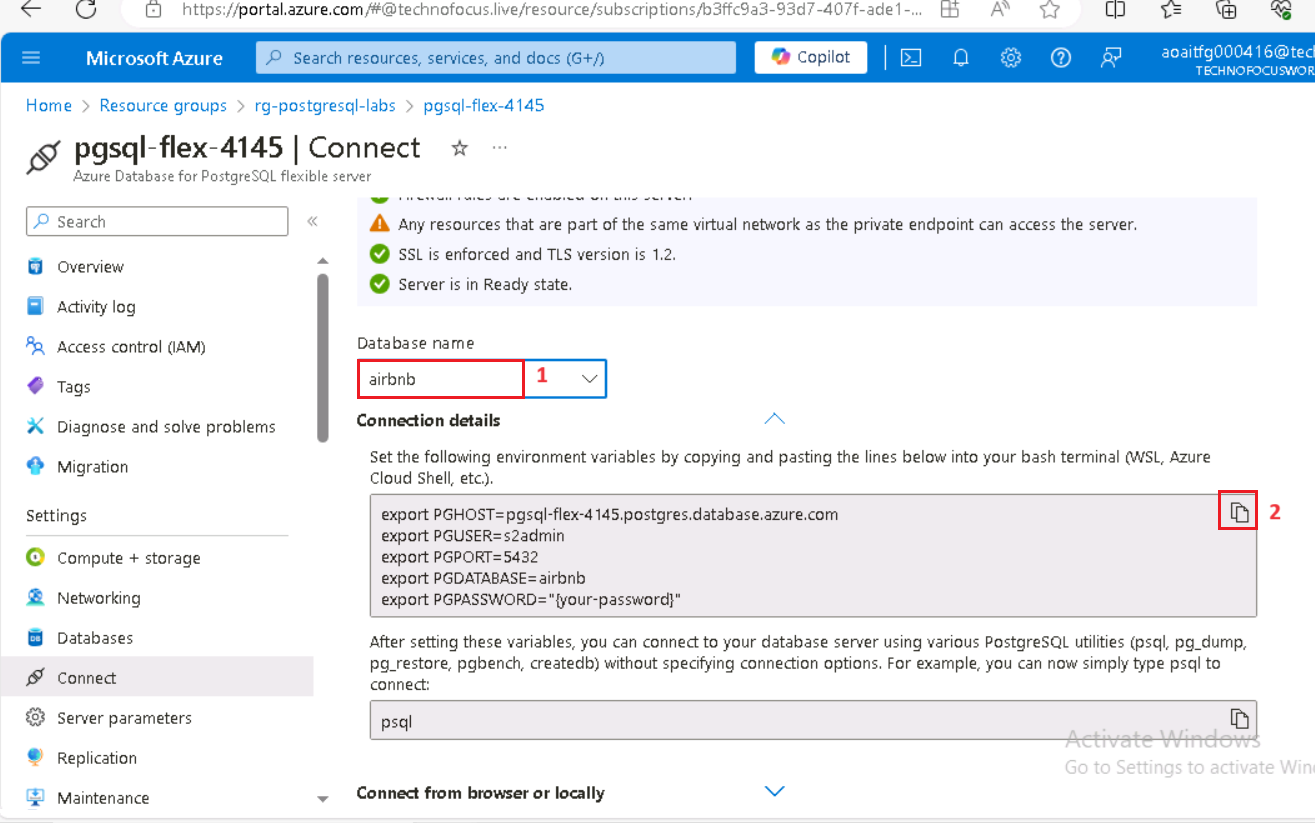 https://portal.azure.com/#@technofocus.live/resource/subscriptions/b3ffc9a3-93d7-407f-ade1-...
Microsoft Azure
Search resources, services, and docs (G+/)
Copilot
aoaitfg000416@tec
TECHNOFOCUSWOR
Home > Resource groups > rg-postgresql-labs > pgsql-flex-4145
pgsql-flex-4145 | Connect
Azure Database for PostgreSQL flexible server
Search
Overview
Activity log
Access control (IAM)
Tags
Diagnose and solve problems
Migration
Settings
Compute + storage
Networking
Databases
Connect
Server parameters
Replication
Maintenance
Firewall rules are enabled on this server.
Any resources that are part of the same virtual network as the private endpoint can access the server.
SSL is enforced and TLS version is 1.2.
Server is in Ready state.
Database name
airbnb 1
Connection details
Set the following environment variables by copying and pasting the lines below into your bash terminal (WSL, Azure
Cloud Shell, etc.).
export PGHOST=pgsql-flex-4145.postgres.database.azure.com
export PGUSER=s2admin
export PGPORT=5432
export PGDATABASE=airbnb
export PGPASSWORD="{your-password}"
2
After setting these variables, you can connect to your database server using various PostgreSQL utilities (psql, pg_dump,
pg_restore, pgbench, createdb) without specifying connection options. For example, you can now simply type psql to
connect:
psql
Connect from browser or locally
Activate Windows
Go to Settings to activate Win